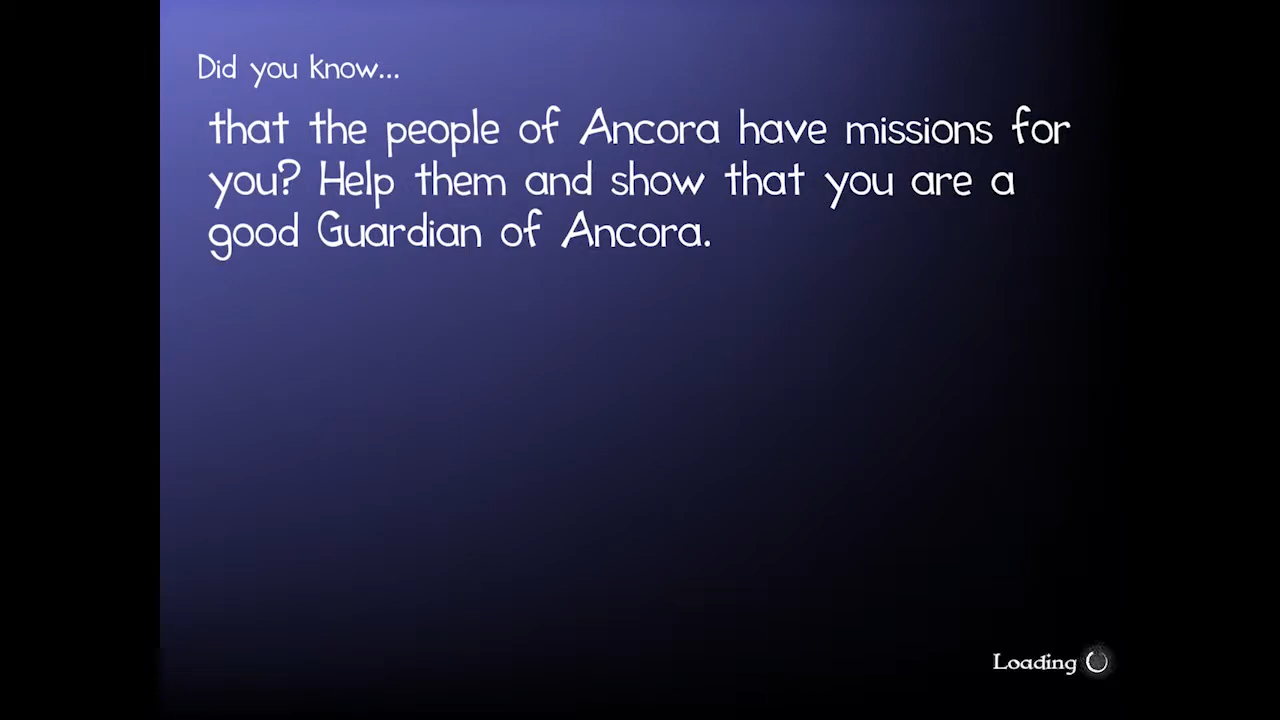 Did you know...
that the people of Ancora have missions for
you? Help them and show that you are a
good Guardian of Ancora.
Loading